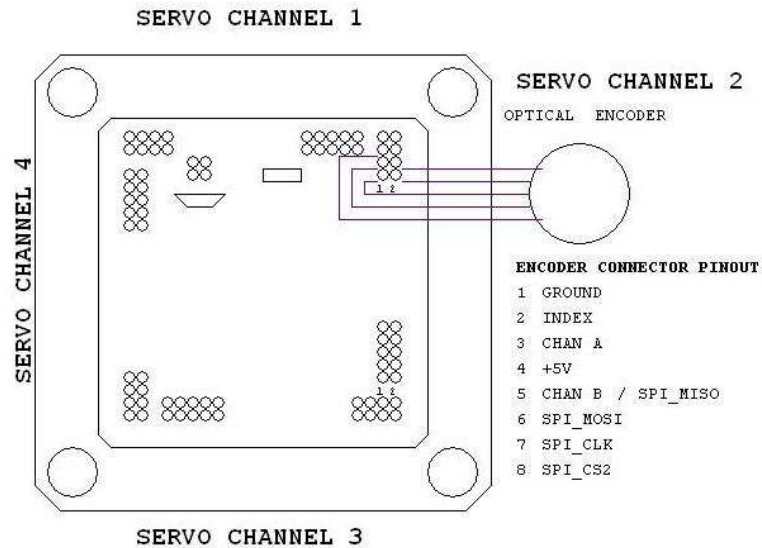 SERVO CHANNEL 1
SERVO CHANNEL 2
OPTICAL ENCODER
SERVO CHANNEL 4
1 2
ENCODER CONNECTOR PINOUT
1 GROUND
2 INDEX
3 CHAN A
4 +5V
5 CHAN B / SPI_MISO
6 SPI_MOSI
7 SPI_CLK
8 SPI_CS2
1 2
SERVO CHANNEL 3